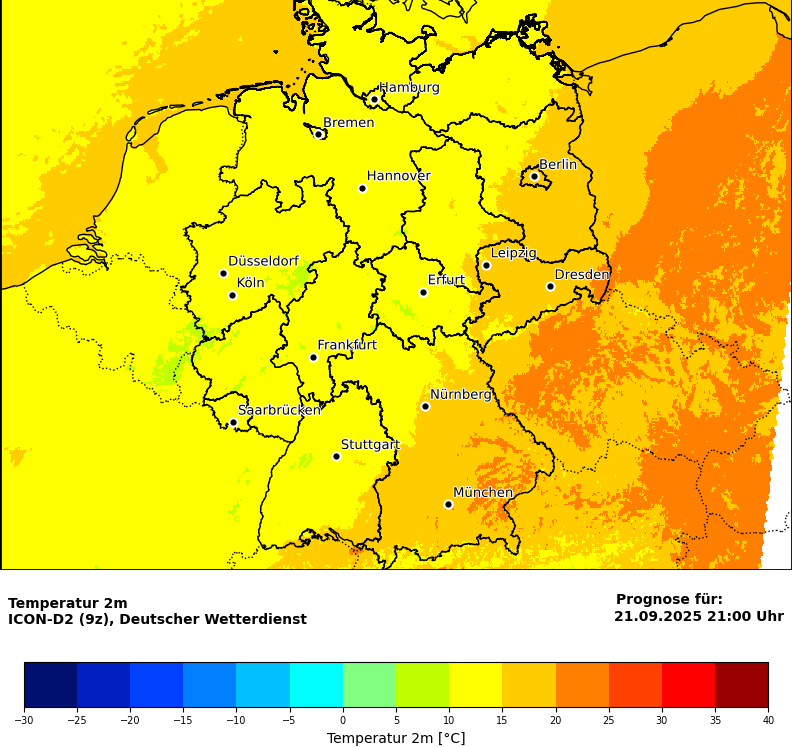 Hamburg
Bremen
Berlin
Hannover
Leipzig
Düsseldorf
Dresden
Köln
Erfurt
Frankfurt
Nürnberg
Saarbrücken
Stuttgart
München
Temperatur 2m
ICON-D2 (9z), Deutscher Wetterdienst
Prognose für:
21.09.2025 21:00 Uhr
−30 −25 −20 −15 −10 −5 0 5 10 15 20 25 30 35 40
Temperatur 2m [°C]